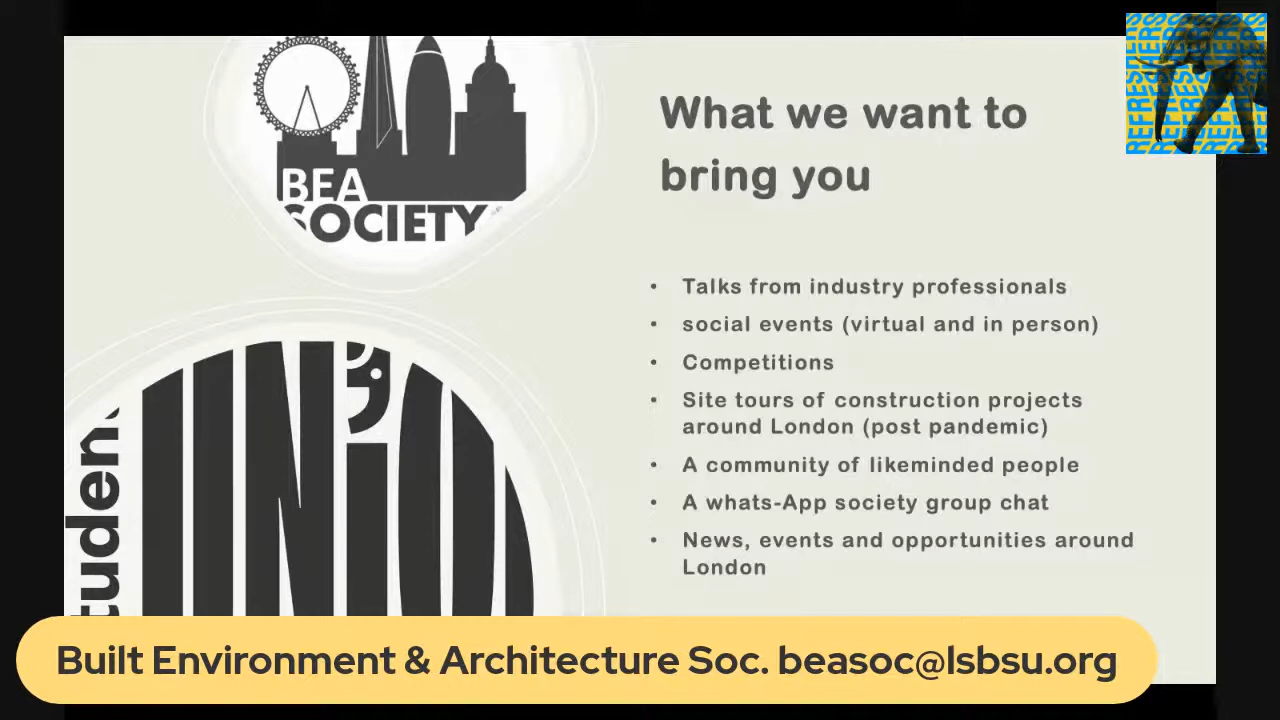 What we want to
bring you
BEA
SOCIETY
• Talks from industry professionals
• social events (virtual and in person)
• Competitions
• Site tours of construction projects
around London (post pandemic)
• A community of likeminded people
• A whats-App society group chat
• News, events and opportunities around
London
Built Environment & Architecture Soc. beasoc@lsbsu.org
REFRESHERS